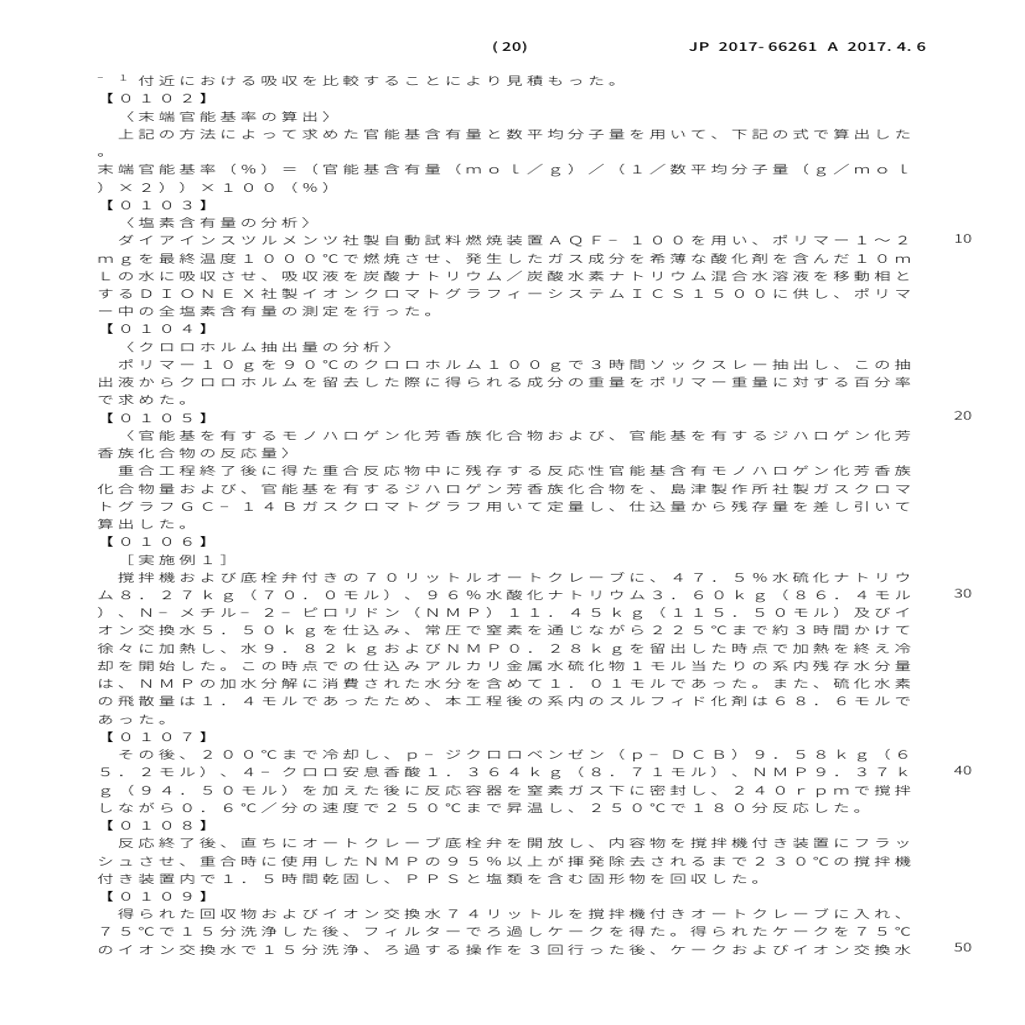 (20) JP 2017-66261 A 2017.4.6
⁻¹付近における吸収を比較することにより見積もった。
【０１０２】
〈末端官能基率の算出〉
上記の方法によって求めた官能基含有量と数平均分子量を用いて、下記の式で算出した
。
末端官能基率（％）＝（官能基含有量（ｍｏｌ／ｇ）／（１／数平均分子量（ｇ／ｍｏｌ
）×２））×１００（％）
【０１０３】
〈塩素含有量の分析〉
ダイアインスツルメンツ社製自動試料燃焼装置ＡＱＦ－１００を用い、ポリマー１～２ 10
ｍｇを最終温度１０００℃で燃焼させ、発生したガス成分を希薄な酸化剤を含んだ１０ｍ
Ｌの水に吸収させ、吸収液を炭酸ナトリウム／炭酸水素ナトリウム混合水溶液を移動相と
するＤＩＯＮＥＸ社製イオンクロマトグラフィーシステムＩＣＳ１５００に供し、ポリマ
ー中の全塩素含有量の測定を行った。
【０１０４】
〈クロロホルム抽出量の分析〉
ポリマー１０ｇを９０℃のクロロホルム１００ｇで３時間ソックスレー抽出し、この抽
出液からクロロホルムを留去した際に得られる成分の重量をポリマー重量に対する百分率
で求めた。
【０１０５】 20
〈官能基を有するモノハロゲン化芳香族化合物および、官能基を有するジハロゲン化芳
香族化合物の反応量〉
重合工程終了後に得た重合反応物中に残存する反応性官能基含有モノハロゲン化芳香族
化合物量および、官能基を有するジハロゲン芳香族化合物を、島津製作所社製ガスクロマ
トグラフＧＣ－１４Ｂガスクロマトグラフ用いて定量し、仕込量から残存量を差し引いて
算出した。
【０１０６】
［実施例１］
撹拌機および底栓弁付きの７０リットルオートクレーブに、４７．５％水硫化ナトリウ
ム８．２７ｋｇ（７０．０モル）、９６％水酸化ナトリウム３．６０ｋｇ（８６．４モル 30
）、Ｎ－メチル－２－ピロリドン（ＮＭＰ）１１．４５ｋｇ（１１５．５０モル）及びイ
オン交換水５．５０ｋｇを仕込み、常圧で窒素を通じながら２２５℃まで約３時間かけて
徐々に加熱し、水９．８２ｋｇおよびＮＭＰ０．２８ｋｇを留出した時点で加熱を終え冷
却を開始した。この時点での仕込みアルカリ金属水硫化物１モル当たりの系内残存水分量
は、ＮＭＰの加水分解に消費された水分を含めて１．０１モルであった。また、硫化水素
の飛散量は１．４モルであったため、本工程後の系内のスルフィド化剤は６８．６モルで
あった。
【０１０７】
その後、２００℃まで冷却し、ｐ－ジクロロベンゼン（ｐ－ＤＣＢ）９．５８ｋｇ（６
５．２モル）、４－クロロ安息香酸１．３６４ｋｇ（８．７１モル）、ＮＭＰ９．３７ｋ 40
ｇ（９４．５０モル）を加えた後に反応容器を窒素ガス下に密封し、２４０ｒｐｍで撹拌
しながら０．６℃／分の速度で２５０℃まで昇温し、２５０℃で１８０分反応した。
【０１０８】
反応終了後、直ちにオートクレーブ底栓弁を開放し、内容物を撹拌機付き装置にフラッ
シュさせ、重合時に使用したＮＭＰの９５％以上が揮発除去されるまで２３０℃の撹拌機
付き装置内で１．５時間乾固し、ＰＰＳと塩類を含む固形物を回収した。
【０１０９】
得られた回収物およびイオン交換水７４リットルを撹拌機付きオートクレーブに入れ、
７５℃で１５分洗浄した後、フィルターでろ過しケークを得た。得られたケークを７５℃
のイオン交換水で１５分洗浄、ろ過する操作を３回行った後、ケークおよびイオン交換水 50